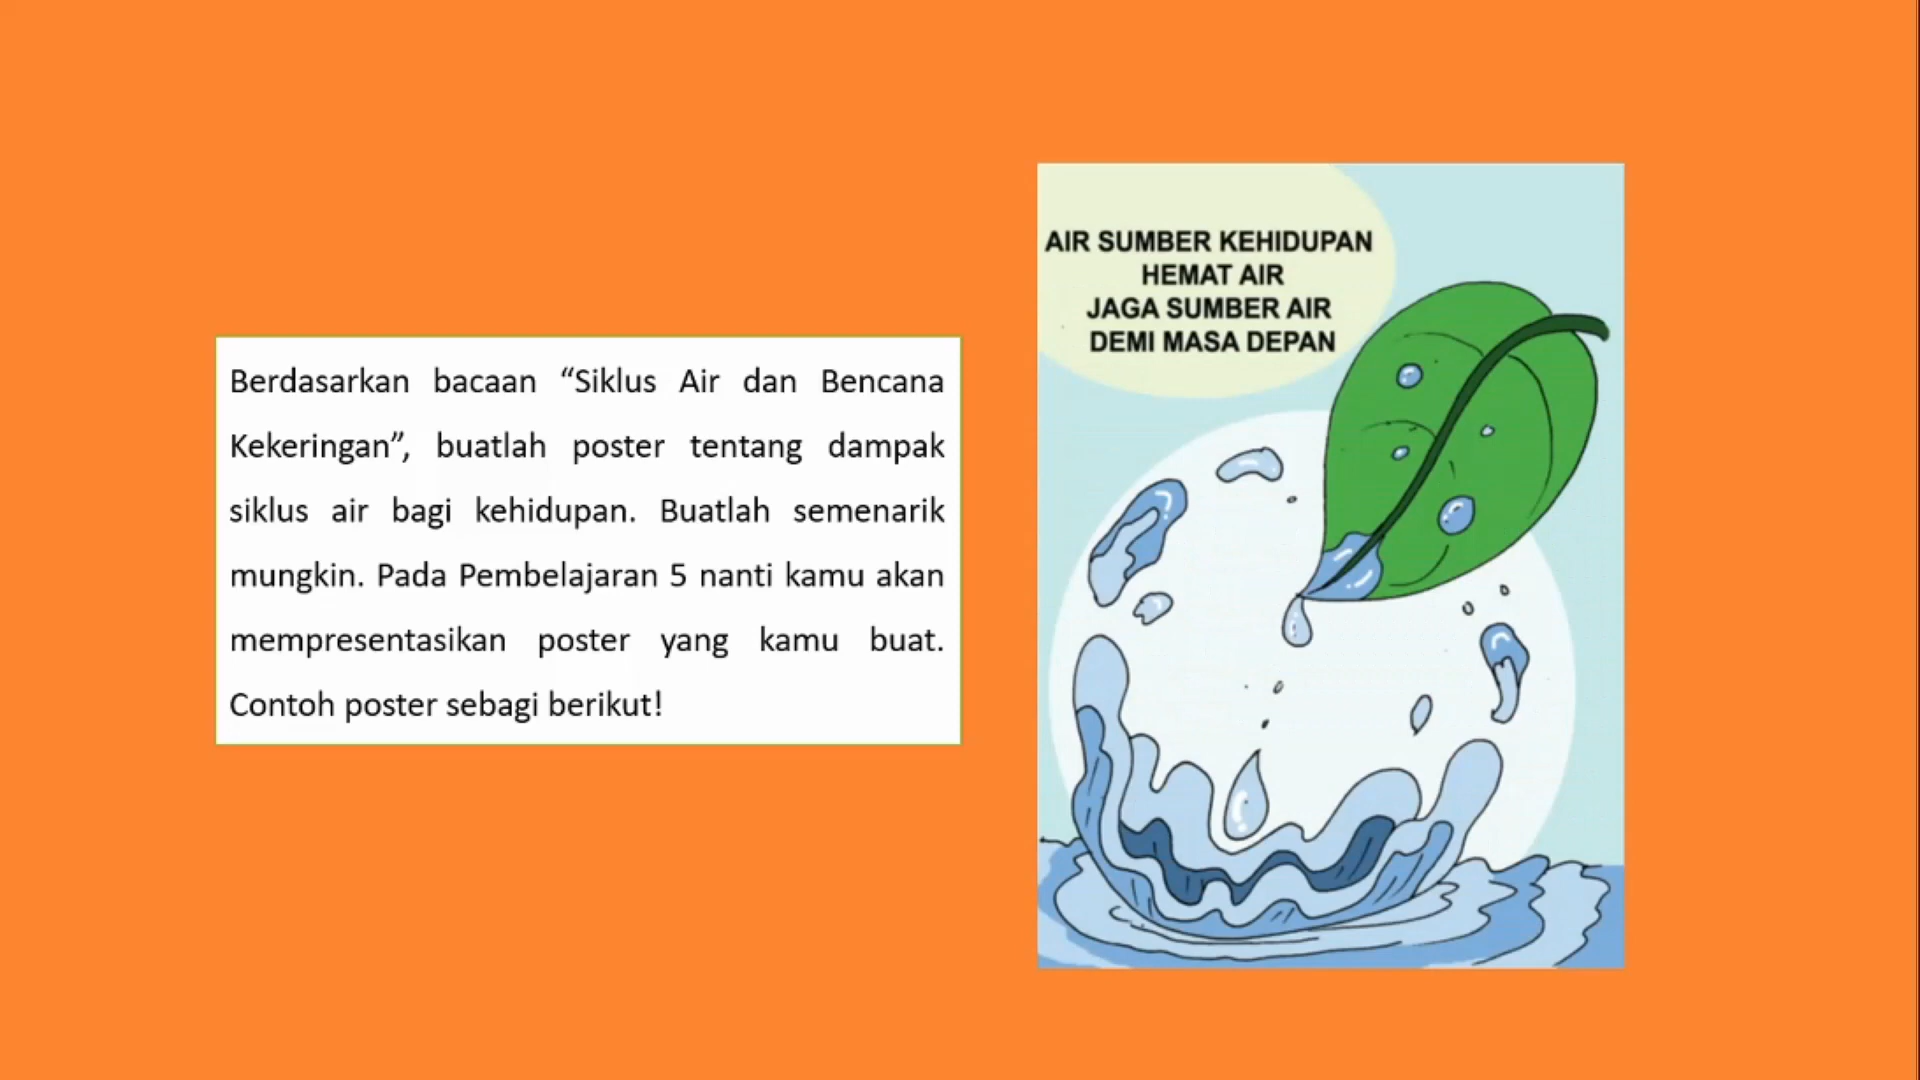 Berdasarkan bacaan “Siklus Air dan Bencana
Kekeringan”, buatlah poster tentang dampak
siklus air bagi kehidupan. Buatlah semenarik
mungkin. Pada Pembelajaran 5 nanti kamu akan
mempresentasikan poster yang kamu buat.
Contoh poster sebagi berikut!
AIR SUMBER KEHIDUPAN
HEMAT AIR
JAGA SUMBER AIR
DEMI MASA DEPAN